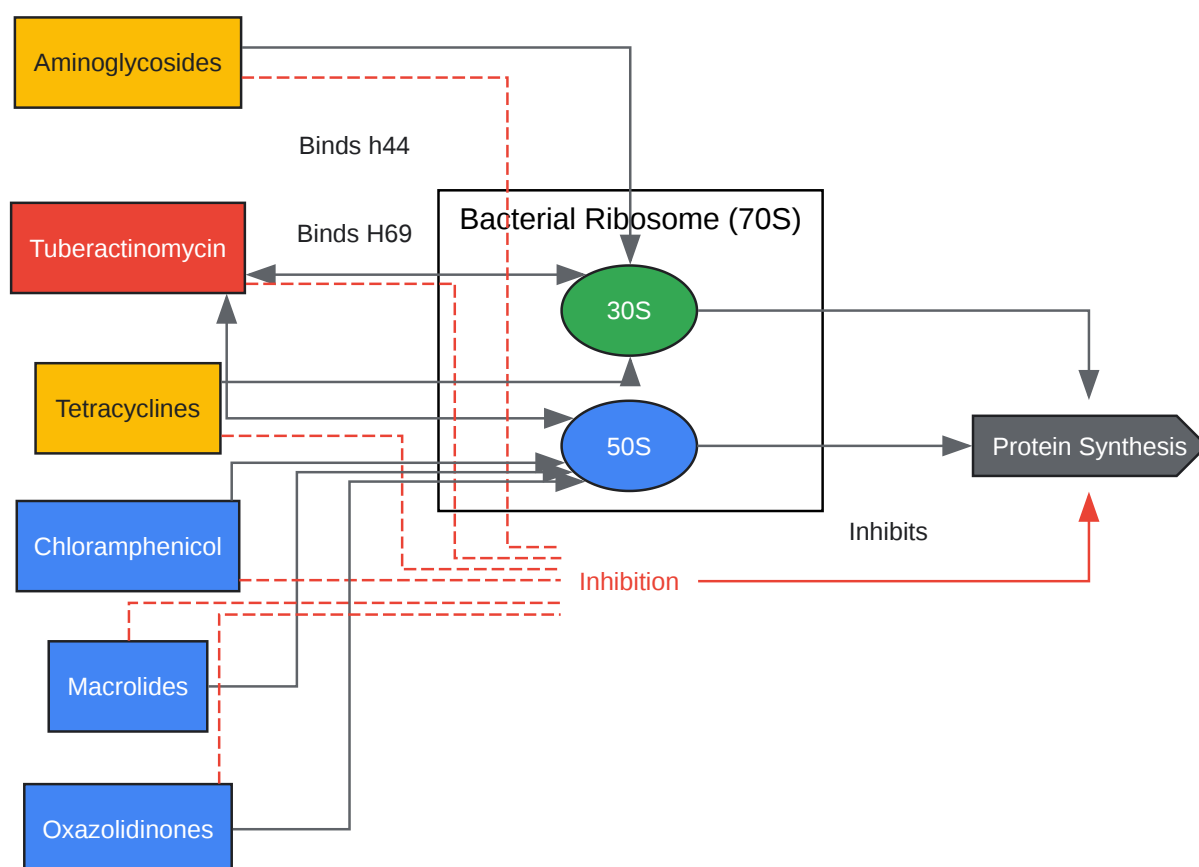 Aminoglycosides
Binds h44
Bacterial Ribosome (70S)
Binds H69
Tuberactinomycin
30S
Tetracyclines
50S
Protein Synthesis
Inhibits
Chloramphenicol
Inhibition
Macrolides
Oxazolidinones